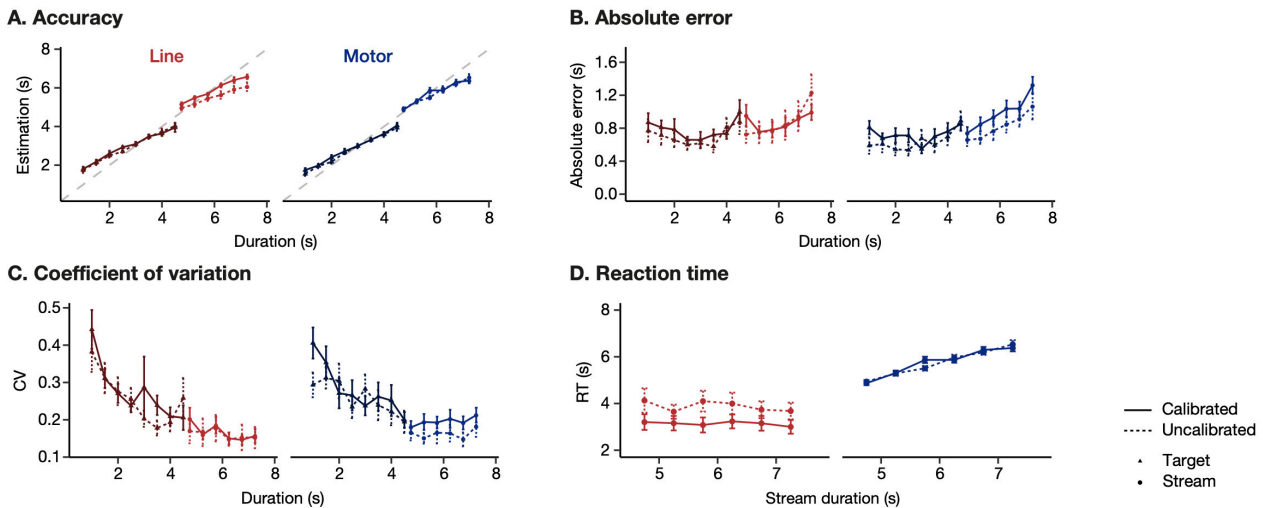 A. Accuracy
Line
Motor
Estimation (s)
8
6
4
2
2 4 6 8
2 4 6 8
Duration (s)
B. Absolute error
Absolute error (s)
1.6
1.2
0.8
0.4
0.0
2 4 6 8
2 4 6 8
Duration (s)
C. Coefficient of variation
CV
0.5
0.4
0.3
0.2
0.1
2 4 6 8
2 4 6 8
Duration (s)
D. Reaction time
RT (s)
8
6
4
2
5 6 7
5 6 7
Stream duration (s)
Calibrated
Uncalibrated
Target
Stream